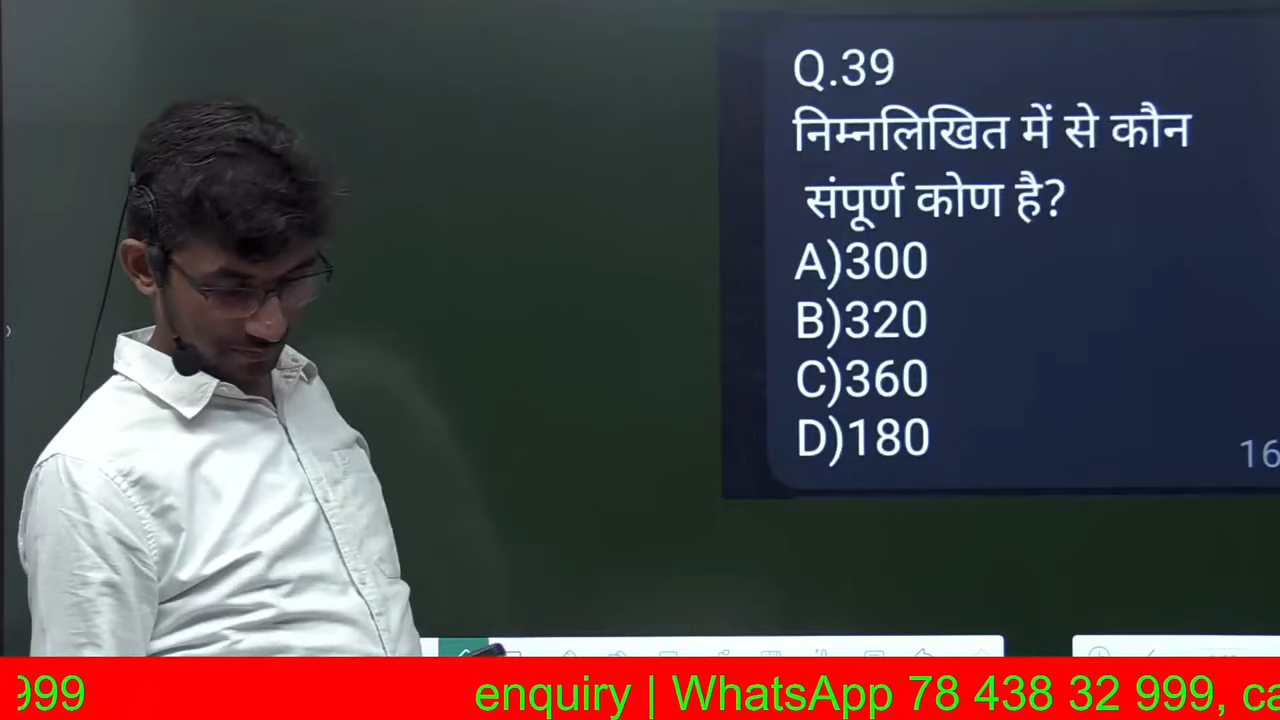 Q.39
निम्नलिखित में से कौन
संपूर्ण कोण है?
A)300
B)320
C)360
D)180
16
999 enquiry | WhatsApp 78 438 32 999, ca